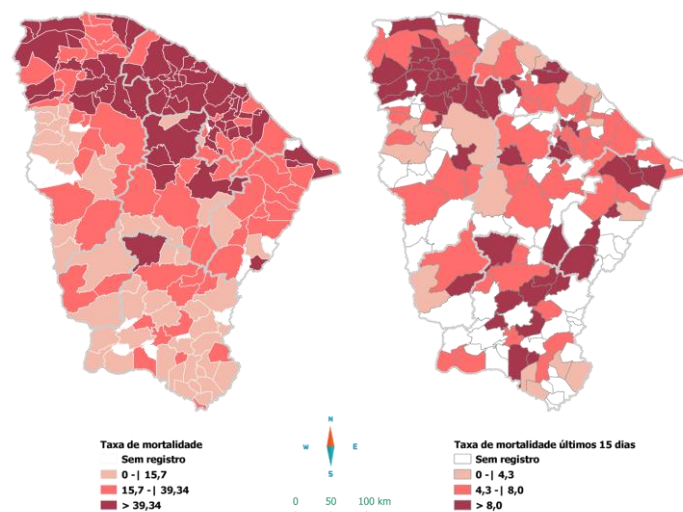 Taxa de mortalidade
Sem registro
0 -| 15,7
15,7 -| 39,34
> 39,34
N
W E
S
0 50 100 km
Taxa de mortalidade últimos 15 dias
Sem registro
0 -| 4,3
4,3 -| 8,0
> 8,0